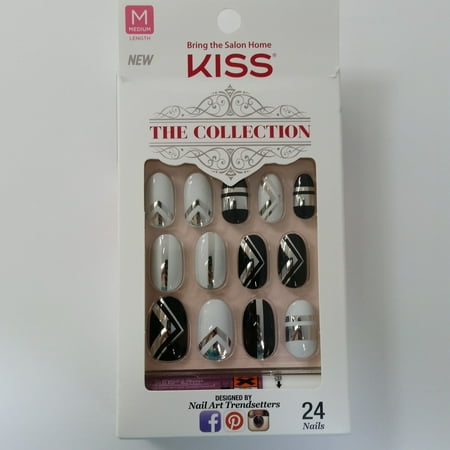 M
MEDIUM
LENGTH
NEW
Bring the Salon Home
KISS®
THE COLLECTION
DESIGNED BY
Nail Art Trendsetters
24
Nails